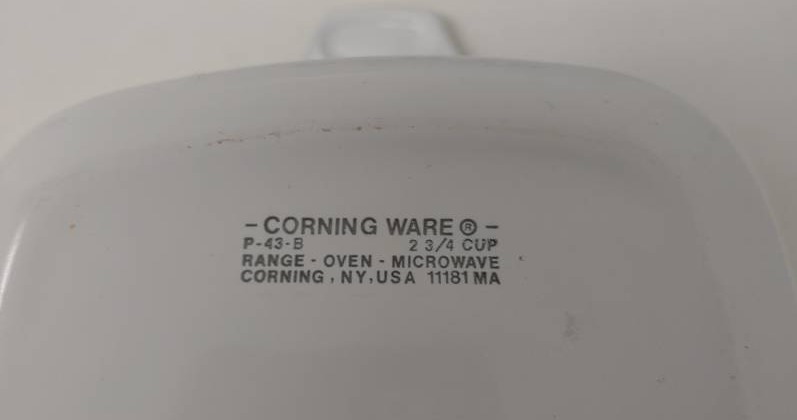 - CORNING WARE ® -
P-43-B 2 3/4 CUP
RANGE - OVEN - MICROWAVE
CORNING, NY, USA 11181 MA